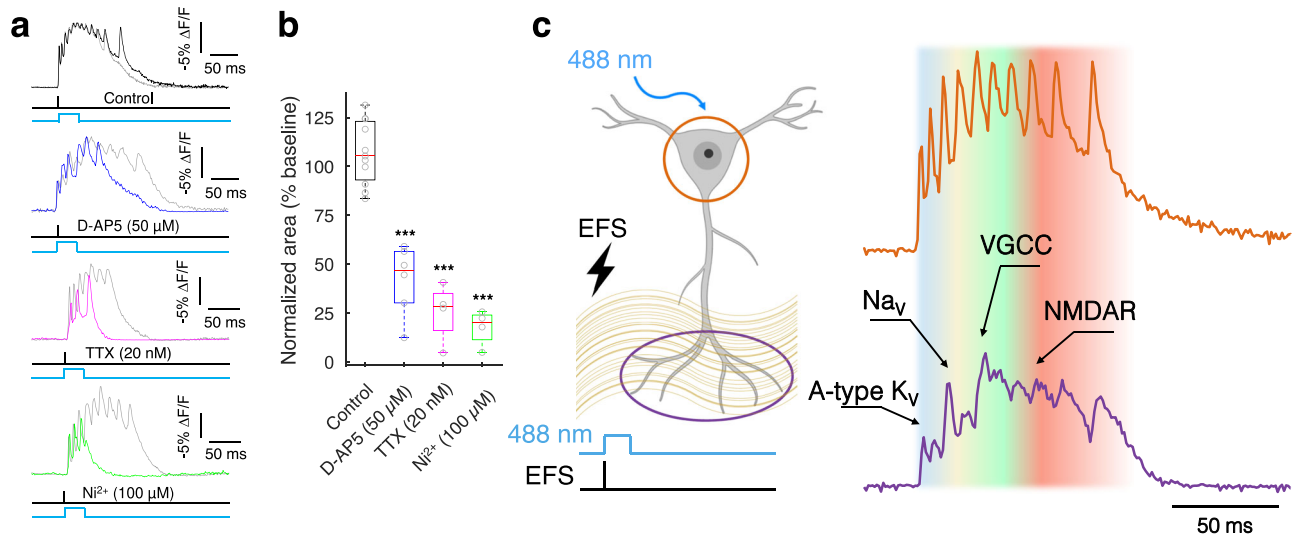 a
-5% ΔF/F
50 ms
Control
-5% ΔF/F
50 ms
D-AP5 (50 µM)
-5% ΔF/F
50 ms
TTX (20 nM)
-5% ΔF/F
50 ms
Ni²⁺ (100 µM)
b
Normalized area (% baseline)
125
100
75
50
25
0
***
***
***
Control
D-AP5 (50 µM)
TTX (20 nM)
Ni²⁺ (100 µM)
c
488 nm
EFS
488 nm
EFS
VGCC
Naᵥ
NMDAR
A-type Kᵥ
50 ms